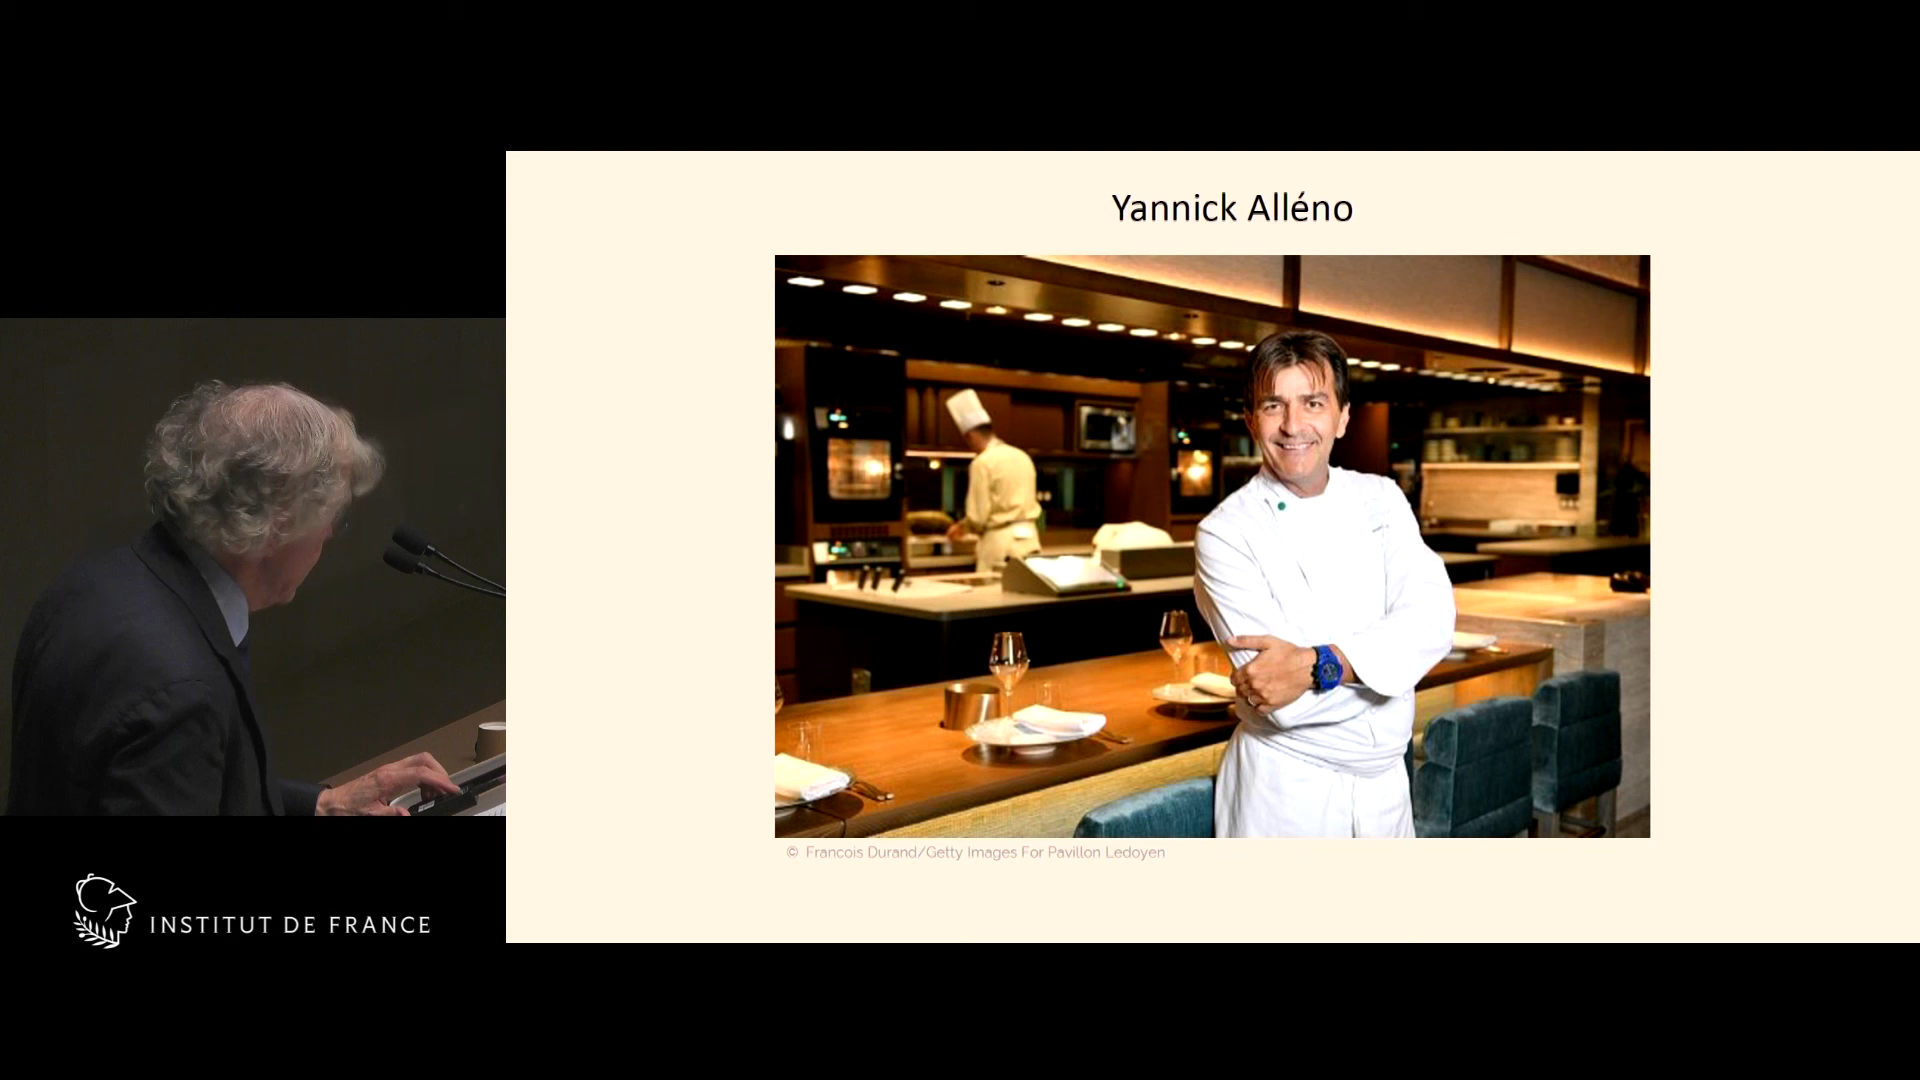 Yannick Alléno
© Francois Durand/Getty Images For Pavillon Ledoyen
INSTITUT DE FRANCE